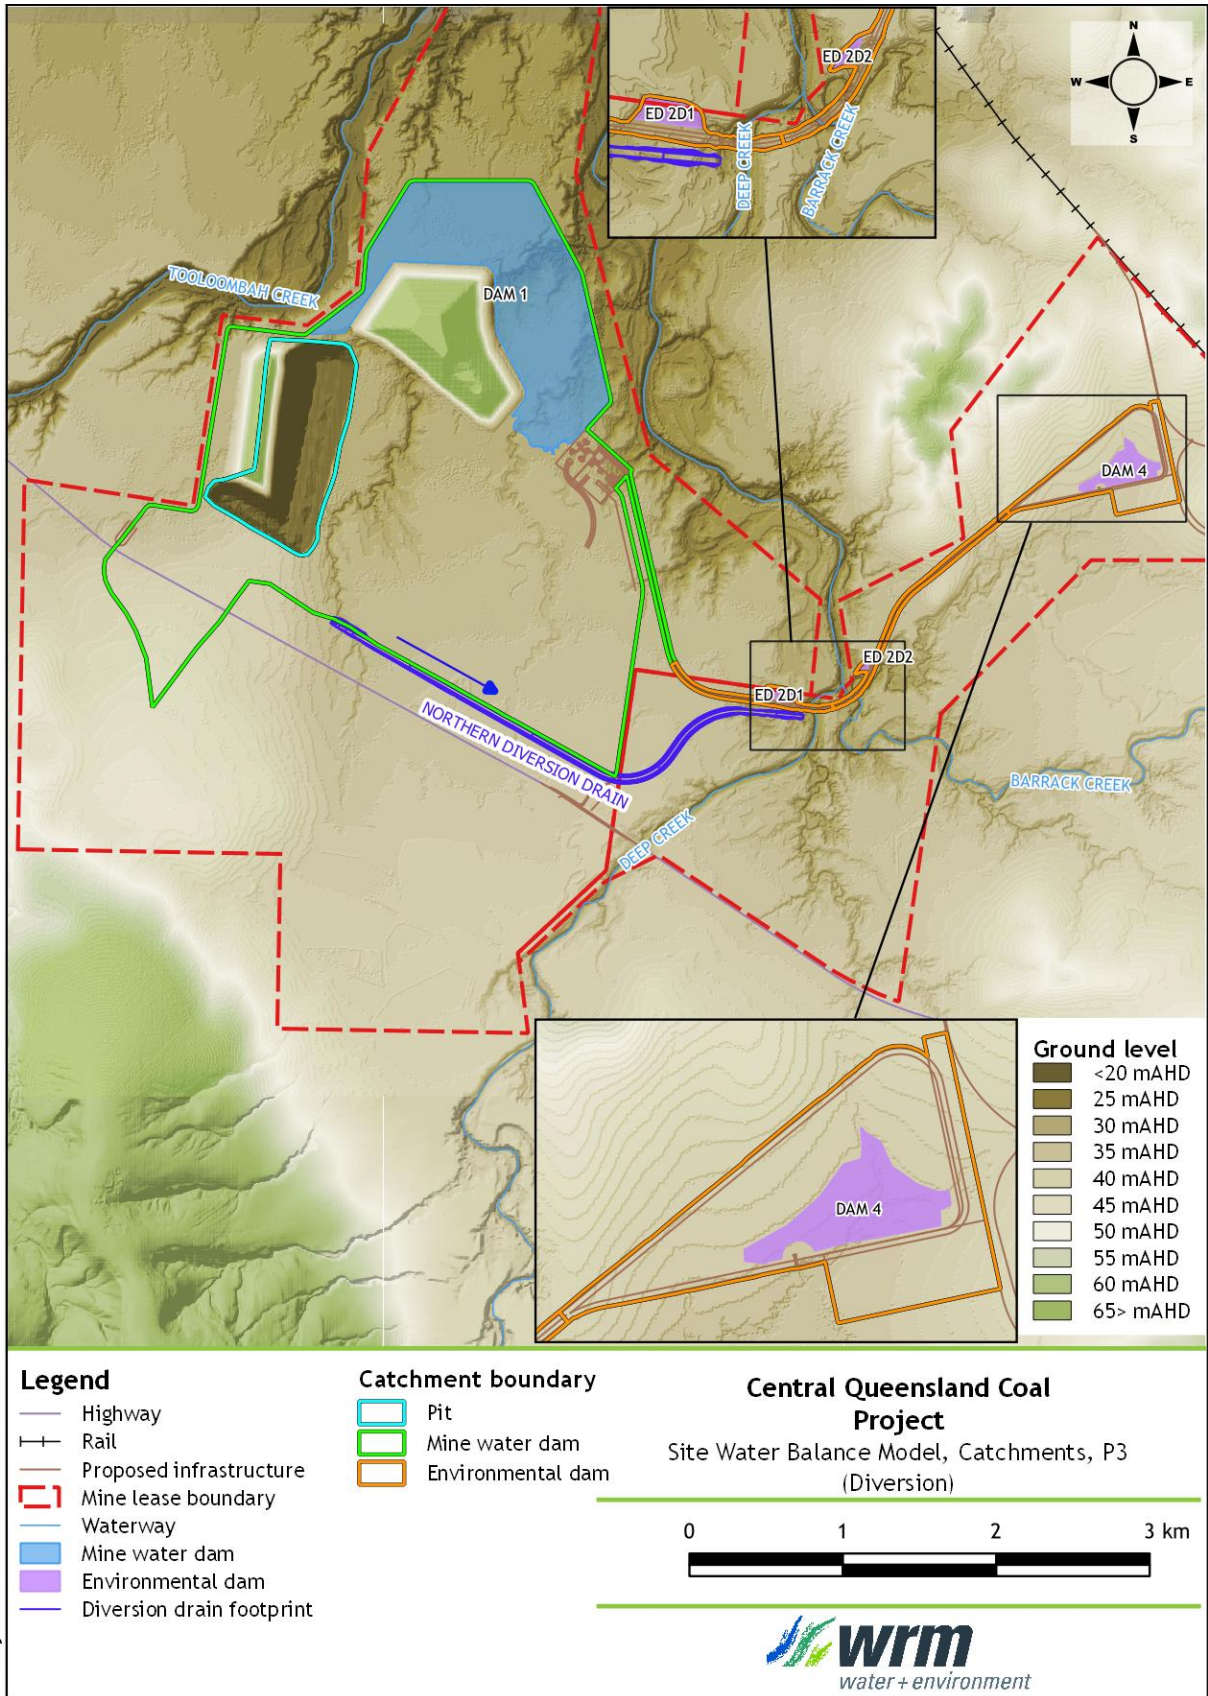 N
W
E
S
ED 2D2
ED 2D1
DEEP CREEK
BARRACK CREEK
TOOLOOMBAH CREEK
DAM 1
DAM 4
ED 2D2
ED 2D1
NORTHERN DIVERSION DRAIN
BARRACK CREEK
DEEP CREEK
DAM 4
Ground level
<20 mAHD
25 mAHD
30 mAHD
35 mAHD
40 mAHD
45 mAHD
50 mAHD
55 mAHD
60 mAHD
65> mAHD
Legend
Highway
Rail
Proposed infrastructure
Mine lease boundary
Waterway
Mine water dam
Environmental dam
Diversion drain footprint
Catchment boundary
Pit
Mine water dam
Environmental dam
Central Queensland Coal
Project
Site Water Balance Model, Catchments, P3
(Diversion)
0 1 2 3 km
wrm
water + environment